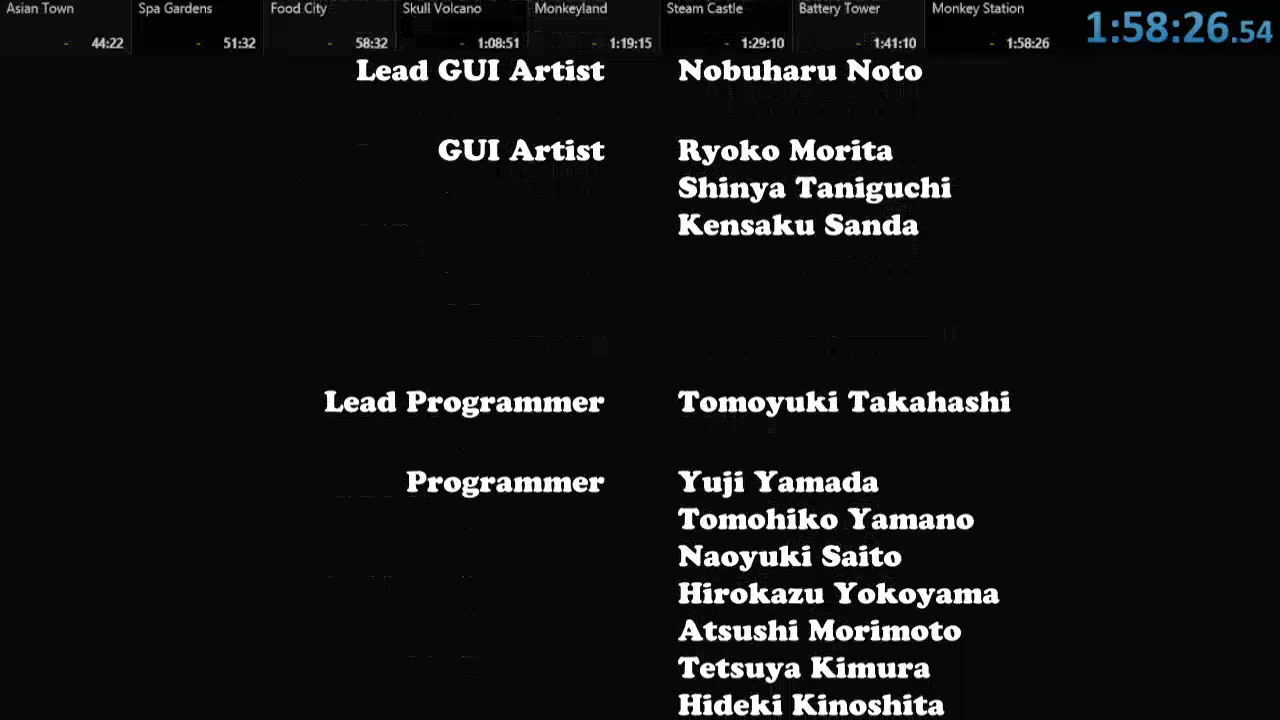 Asian Town Spa Gardens Food City Skull Volcano Monkeyland Steam Castle Battery Tower Monkey Station 1:58:26.54
- 44:22 - 51:32 - 58:32 - 1:08:51 - 1:19:15 - 1:29:10 - 1:41:10 - 1:58:26
Lead GUI Artist Nobuharu Noto
GUI Artist Ryoko Morita
Shinya Taniguchi
Kensaku Sanda
Lead Programmer Tomoyuki Takahashi
Programmer Yuji Yamada
Tomohiko Yamano
Naoyuki Saito
Hirokazu Yokoyama
Atsushi Morimoto
Tetsuya Kimura
Hideki Kinoshita